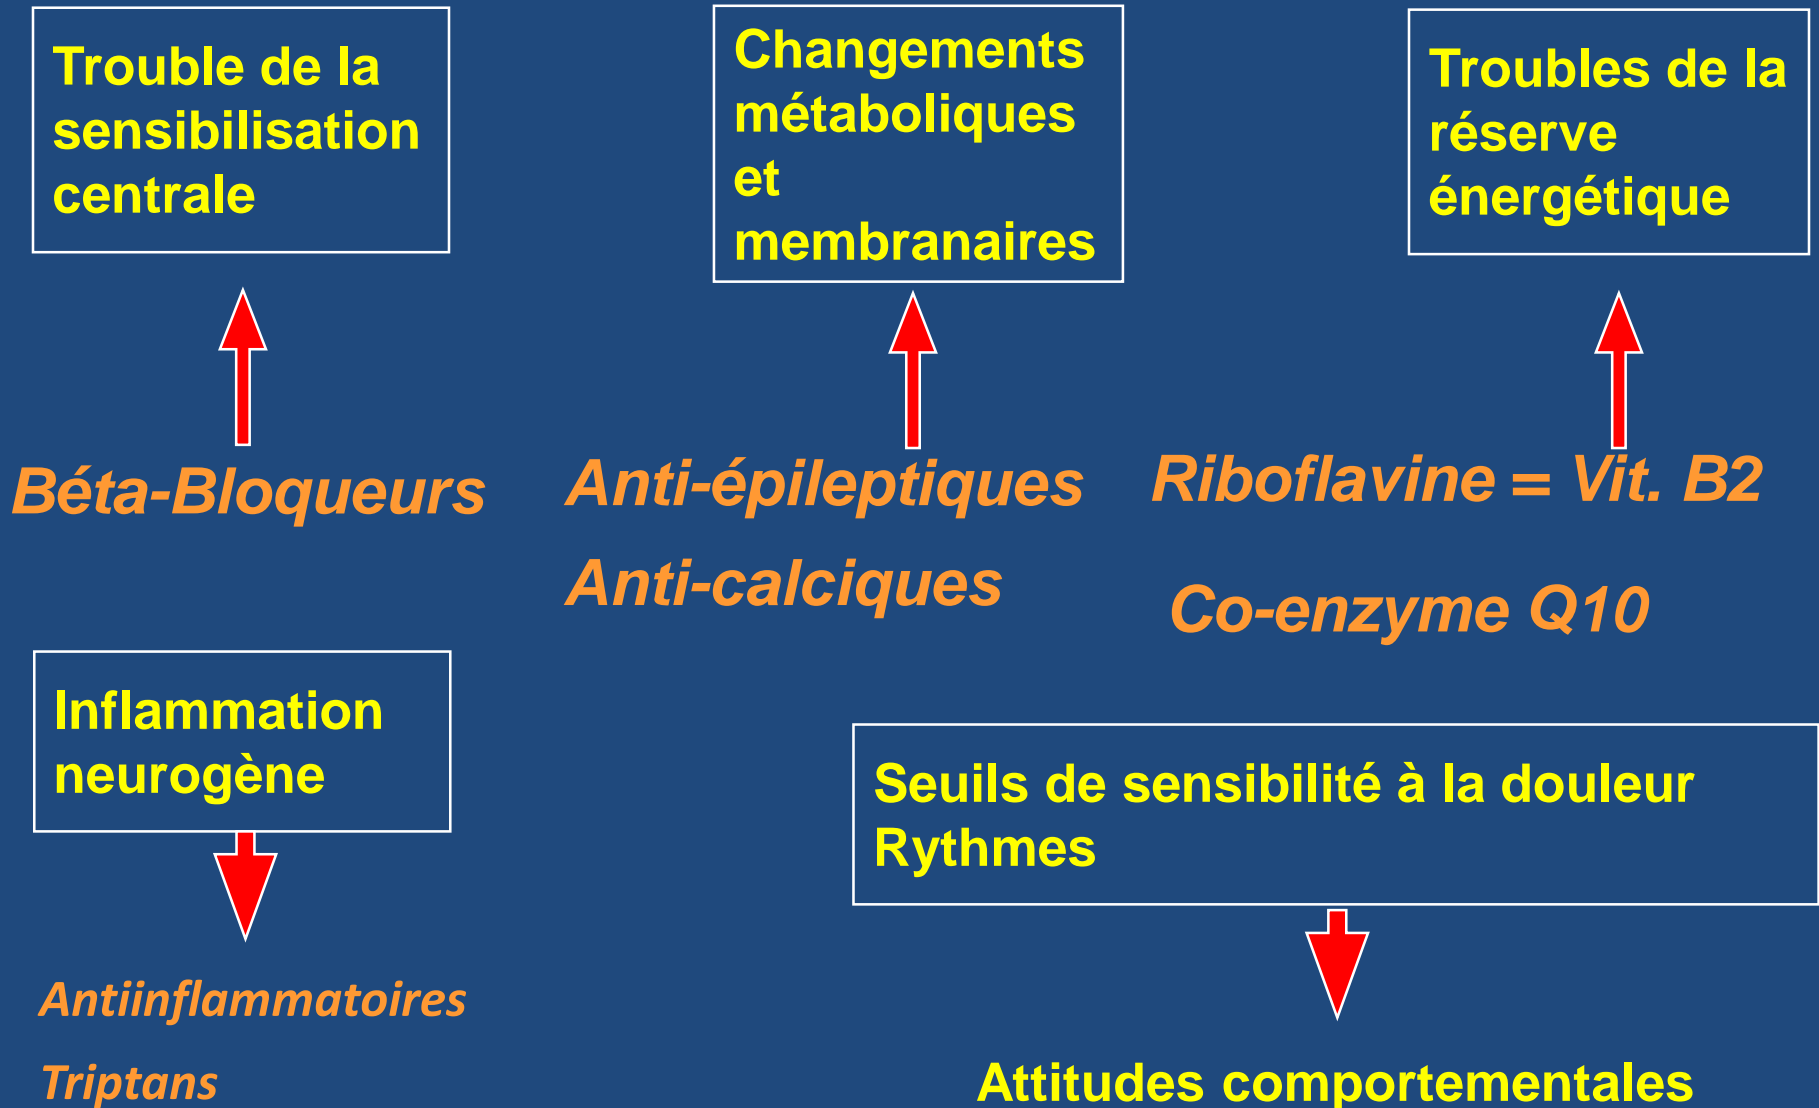 Trouble de la
sensibilisation
centrale
Changements
métaboliques
et
membranaires
Troubles de la
réserve
énergétique
Béta-Bloqueurs
Anti-épileptiques
Anti-calciques
Riboflavine = Vit. B2
Co-enzyme Q10
Inflammation
neurogène
Seuils de sensibilité à la douleur
Rythmes
Antiinflammatoires
Triptans
Attitudes comportementales